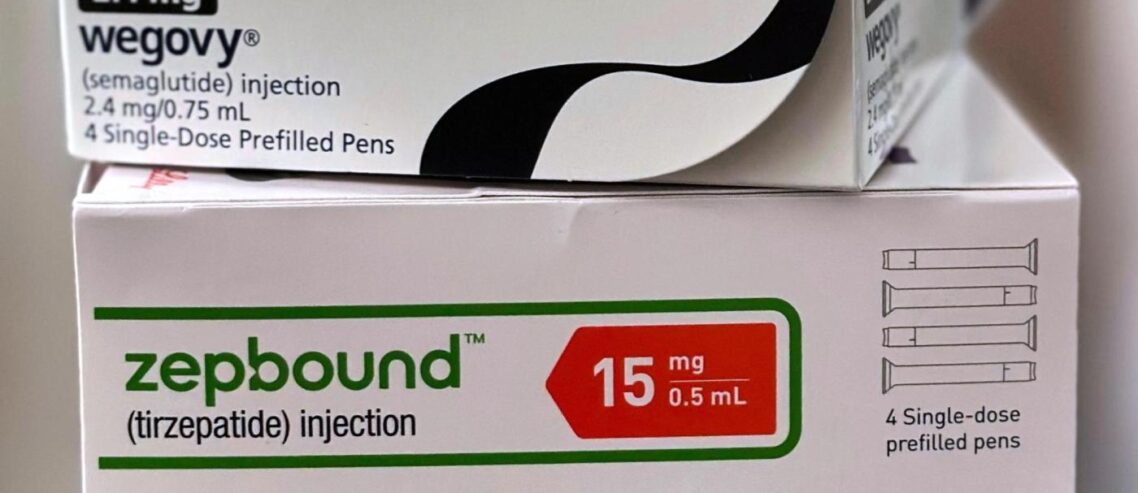 wegovy®
(semaglutide) injection
2.4 mg/0.75 mL
4 Single-Dose Prefilled Pens
wegovy
zepbound™
(tirzepatide) injection
15 mg
0.5 mL
4 Single-dose
prefilled pens